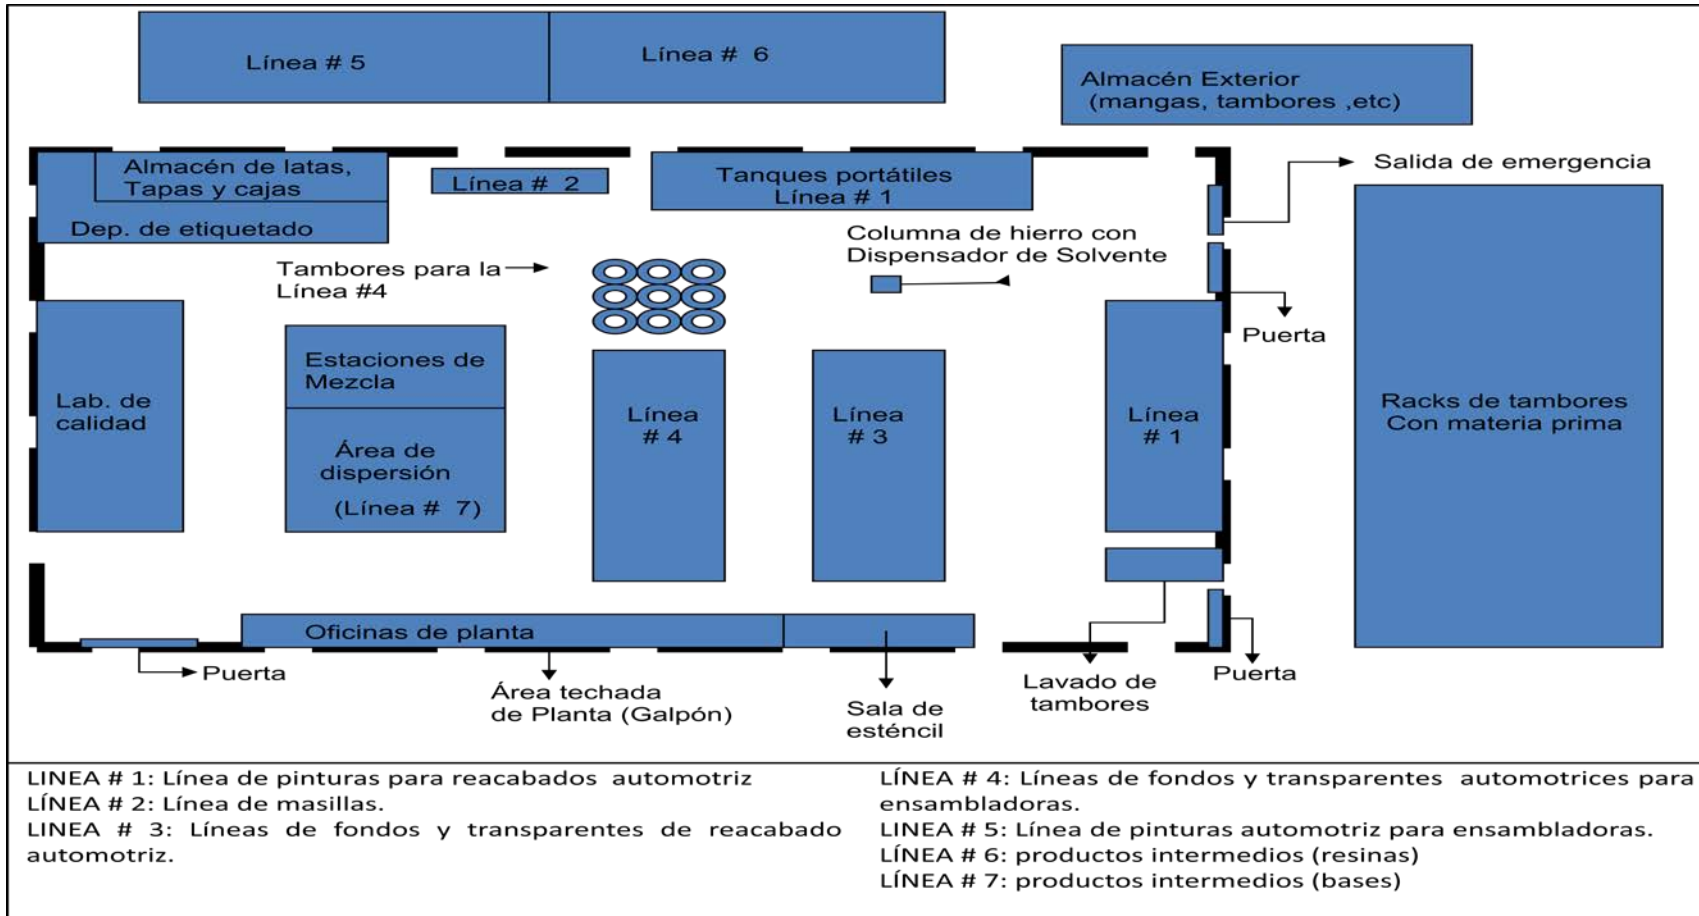 Línea # 5
Línea #  6
Almacén Exterior
(mangas, tambores ,etc)
Almacén de latas,
Tapas y cajas
Dep. de etiquetado
Línea #  2
Tanques portátiles
Línea # 1
Salida de emergencia
Columna de hierro con
Dispensador de Solvente
Tambores para la
Línea #4
Puerta
Estaciones de
Mezcla
Lab. de
calidad
Línea
# 4
Línea
# 3
Línea
# 1
Racks de tambores
Con materia prima
Área de
dispersión
(Línea #  7)
Oficinas de planta
Puerta
Área techada
de Planta (Galpón)
Sala de
esténcil
Lavado de
tambores
Puerta
LINEA # 1: Línea de pinturas para reacabados  automotriz
LÍNEA # 2: Línea de masillas.
LINEA # 3: Líneas de fondos y transparentes de reacabado
automotriz.
LÍNEA # 4: Líneas de fondos y transparentes  automotrices para
ensambladoras.
LINEA # 5: Línea de pinturas automotriz para ensambladoras.
LÍNEA # 6: productos intermedios (resinas)
LÍNEA # 7: productos intermedios (bases)